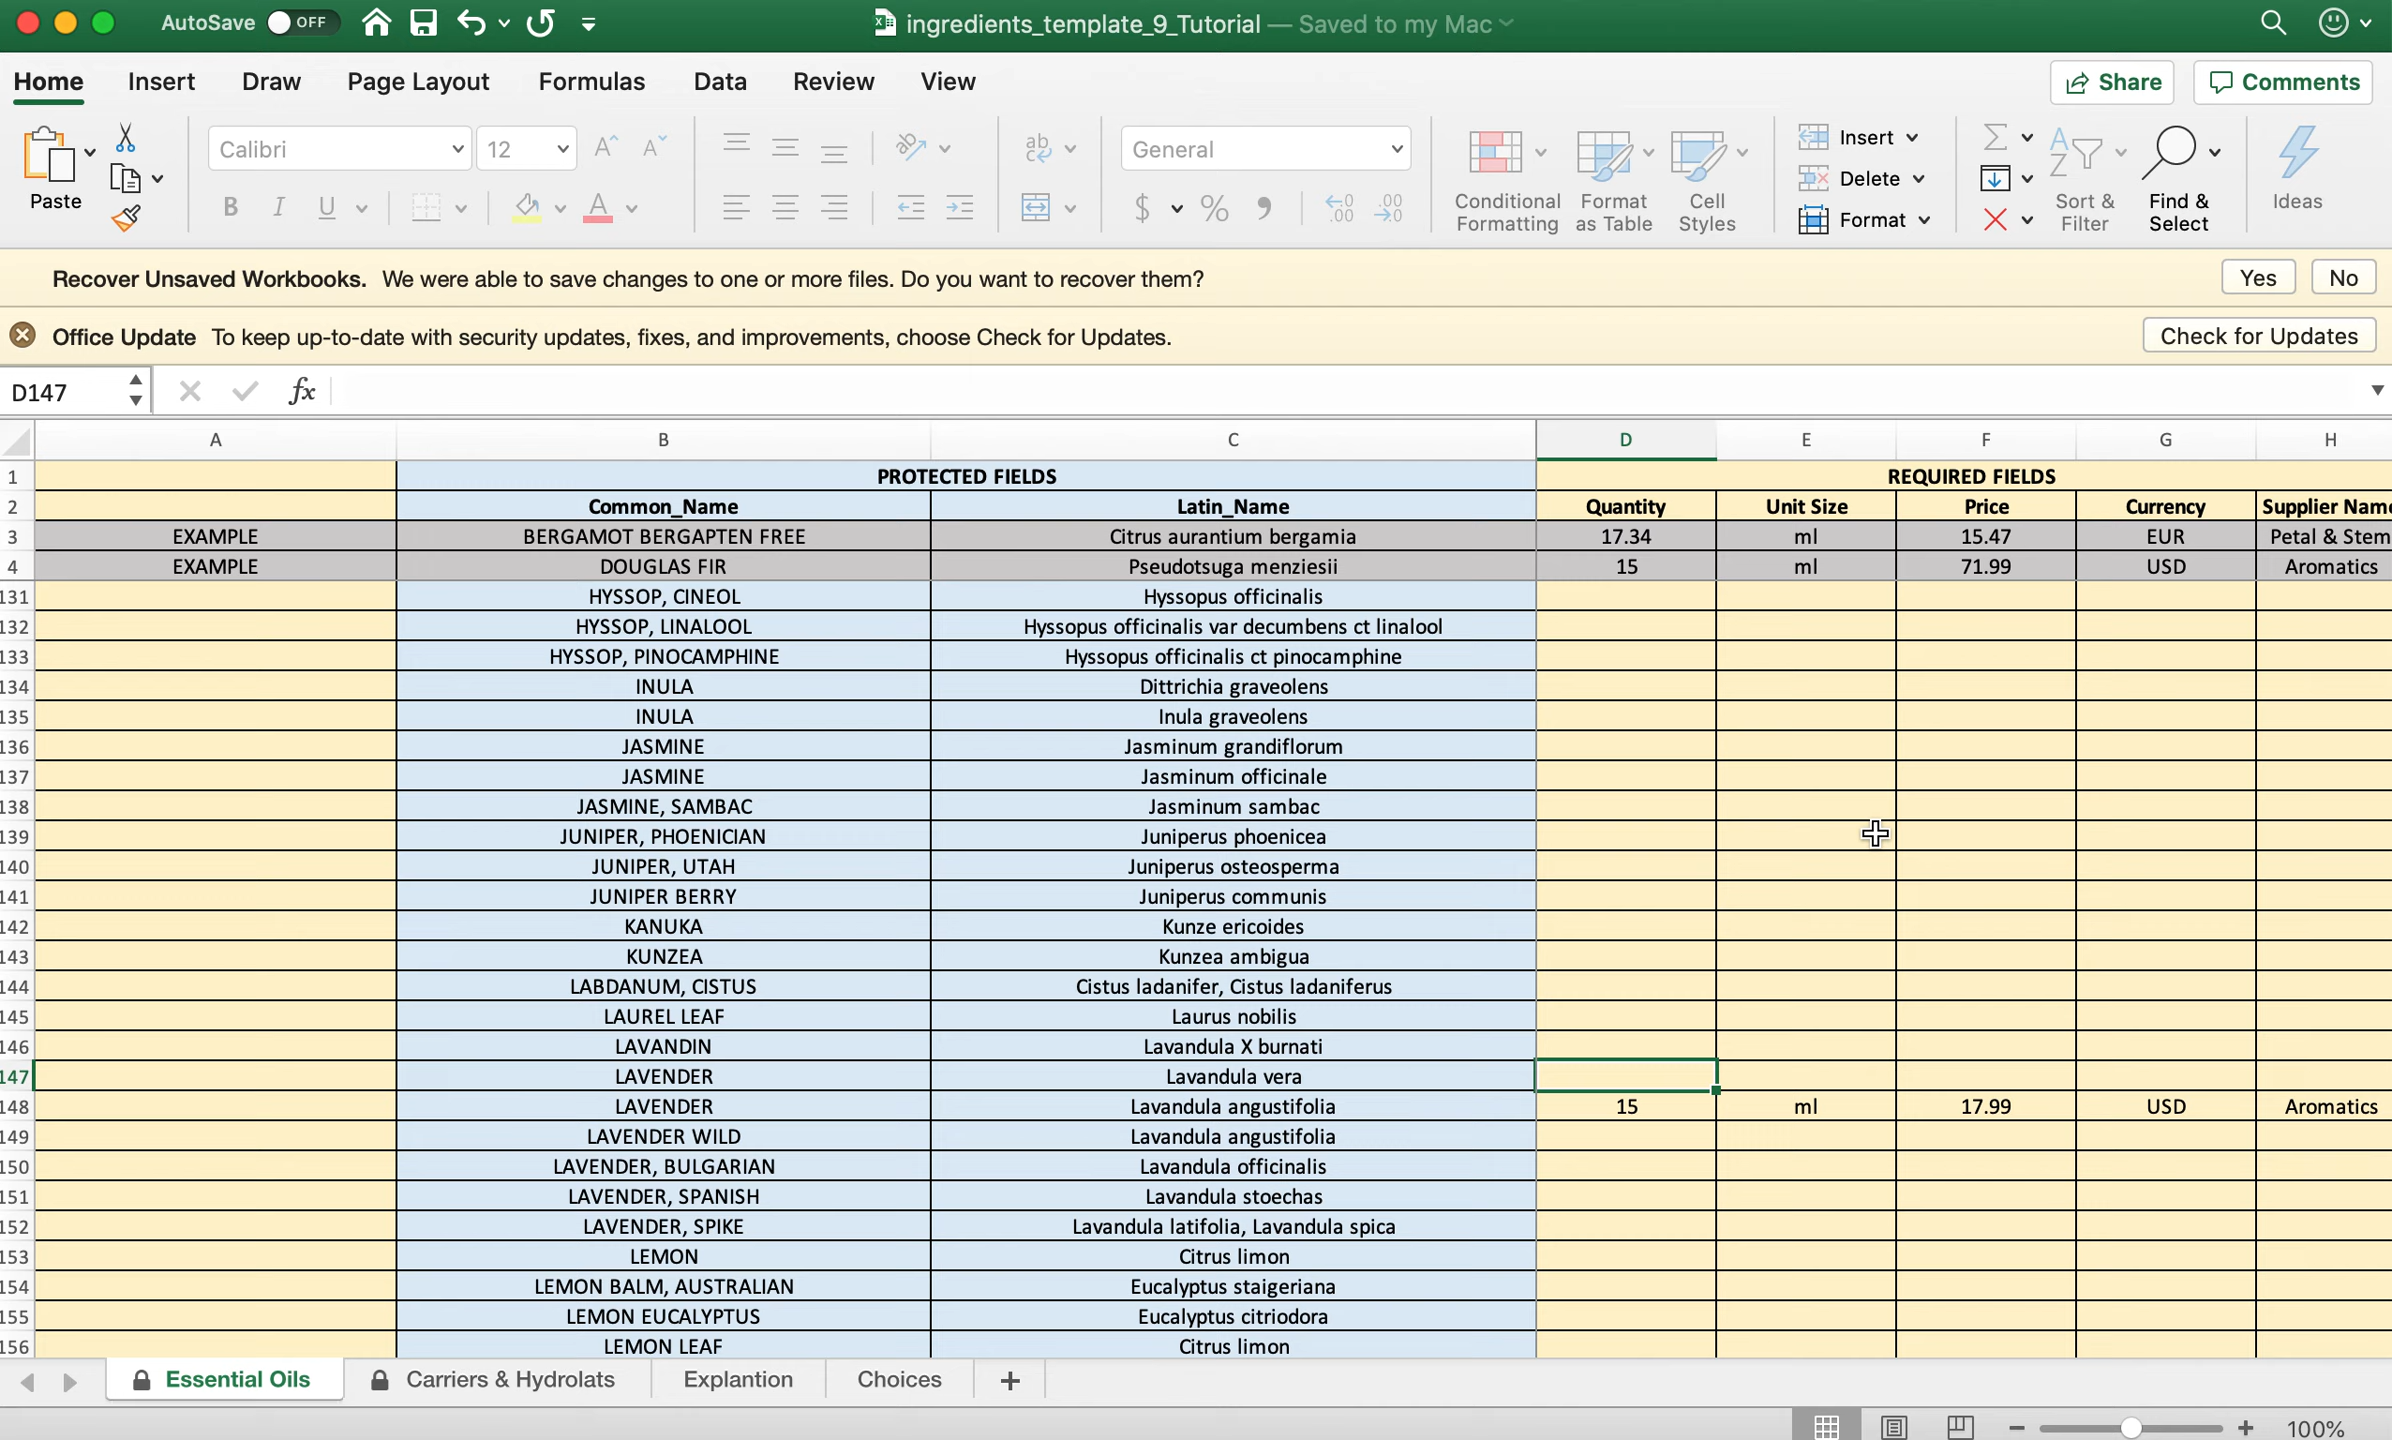 AutoSave OFF ingredients_template_9_Tutorial — Saved to my Mac
Home Insert Draw Page Layout Formulas Data Review View Share Comments
Paste Calibri 12 General Conditional Formatting Format as Table Cell Styles Insert Delete Format Sort & Filter Find & Select Ideas
Recover Unsaved Workbooks. We were able to save changes to one or more files. Do you want to recover them? Yes No
Office Update To keep up-to-date with security updates, fixes, and improvements, choose Check for Updates. Check for Updates
D147 fx
A B C D E F G H
1 PROTECTED FIELDS REQUIRED FIELDS
2 Common_Name Latin_Name Quantity Unit Size Price Currency Supplier Name
3 EXAMPLE BERGAMOT BERGAPTEN FREE Citrus aurantium bergamia 17.34 ml 15.47 EUR Petal & Stem
4 EXAMPLE DOUGLAS FIR Pseudotsuga menziesii 15 ml 71.99 USD Aromatics
131 HYSSOP, CINEOL Hyssopus officinalis
132 HYSSOP, LINALOOL Hyssopus officinalis var decumbens ct linalool
133 HYSSOP, PINOCAMPHINE Hyssopus officinalis ct pinocamphine
134 INULA Dittrichia graveolens
135 INULA Inula graveolens
136 JASMINE Jasminum grandiflorum
137 JASMINE Jasminum officinale
138 JASMINE, SAMBAC Jasminum sambac
139 JUNIPER, PHOENICIAN Juniperus phoenicea
140 JUNIPER, UTAH Juniperus osteosperma
141 JUNIPER BERRY Juniperus communis
142 KANUKA Kunze ericoides
143 KUNZEA Kunzea ambigua
144 LABDANUM, CISTUS Cistus ladanifer, Cistus ladaniferus
145 LAUREL LEAF Laurus nobilis
146 LAVANDIN Lavandula X burnati
147 LAVENDER Lavandula vera
148 LAVENDER Lavandula angustifolia 15 ml 17.99 USD Aromatics
149 LAVENDER WILD Lavandula angustifolia
150 LAVENDER, BULGARIAN Lavandula officinalis
151 LAVENDER, SPANISH Lavandula stoechas
152 LAVENDER, SPIKE Lavandula latifolia, Lavandula spica
153 LEMON Citrus limon
154 LEMON BALM, AUSTRALIAN Eucalyptus staigeriana
155 LEMON EUCALYPTUS Eucalyptus citriodora
156 LEMON LEAF Citrus limon
Essential Oils Carriers & Hydrolats Explantion Choices +
100%